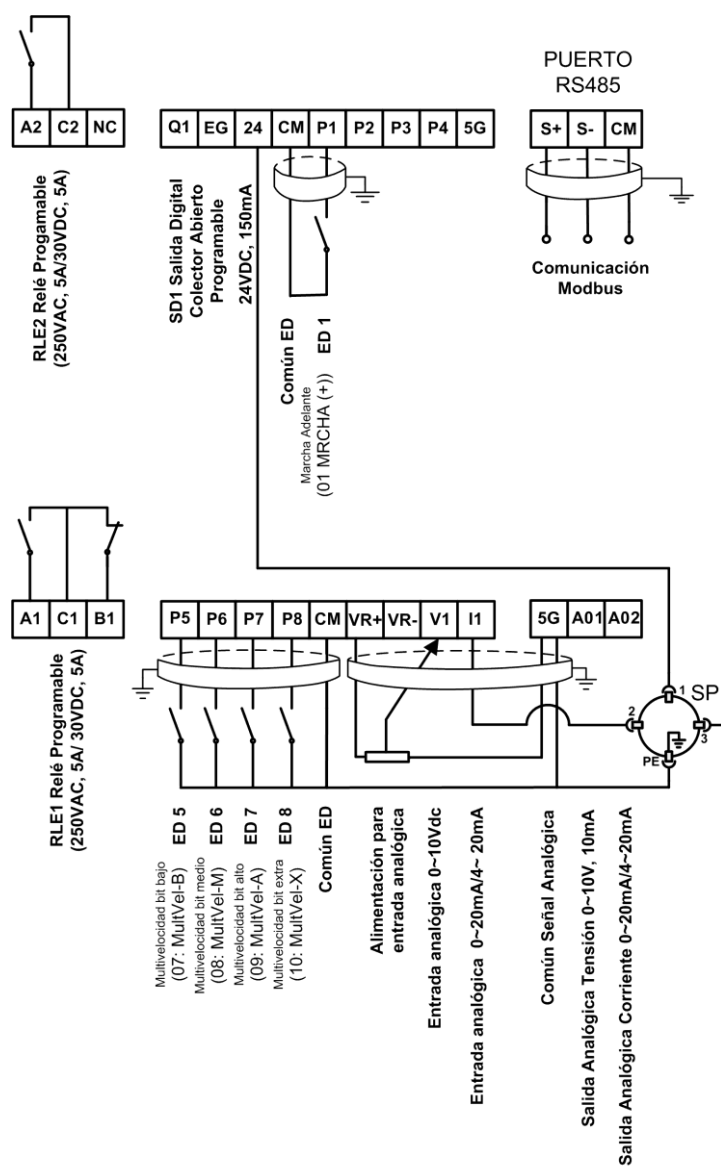 PUERTO
RS485
A2 C2 NC
Q1 EG 24 CM P1 P2 P3 P4 5G
S+ S- CM
RLE2 Relé Progamable
(250VAC, 5A/30VDC, 5A)
SD1 Salida Digital
Colector Abierto
Programable
24VDC, 150mA
Común ED
ED 1
Marcha Adelante
(01 MRCHA (+))
Comunicación
Modbus
A1 C1 B1
P5 P6 P7 P8 CM VR+ VR- V1 I1
5G A01 A02
RLE1 Relé Programable
(250VAC, 5A/ 30VDC, 5A)
1 SP
2
3
PE
ED 5
Multivelocidad bit bajo
(07: MultVel-B)
ED 6
Multivelocidad bit medio
(08: MultVel-M)
ED 7
Multivelocidad bit alto
(09: MultVel-A)
ED 8
Multivelocidad bit extra
(10: MultVel-X)
Común ED
Alimentación para
entrada analógica
Entrada analógica 0~10Vdc
Entrada analógica 0~20mA/4~ 20mA
Común Señal Analógica
Salida Analógica Tensión 0~10V, 10mA
Salida Analógica Corriente 0~20mA/4~20mA